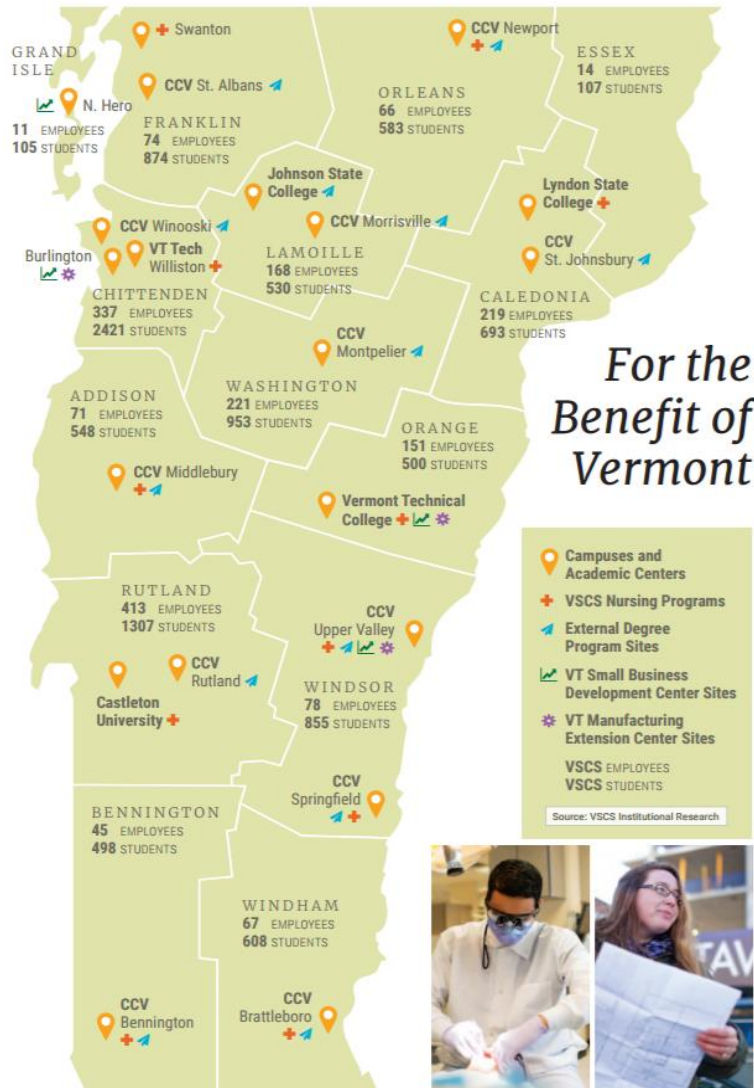 Swanton
CCV Newport
GRAND
ISLE
ESSEX
14 EMPLOYEES
107 STUDENTS
CCV St. Albans
ORLEANS
66 EMPLOYEES
583 STUDENTS
N. Hero
11 EMPLOYEES
105 STUDENTS
FRANKLIN
74 EMPLOYEES
874 STUDENTS
Johnson State
College
Lyndon State
College
CCV Winooski
CCV Morrisville
Burlington
VT Tech
Williston
LAMOILLE
168 EMPLOYEES
530 STUDENTS
CCV
St. Johnsbury
CHITTENDEN
337 EMPLOYEES
2421 STUDENTS
CALEDONIA
219 EMPLOYEES
693 STUDENTS
CCV
Montpelier
For the
Benefit of
Vermont
WASHINGTON
221 EMPLOYEES
953 STUDENTS
ADDISON
71 EMPLOYEES
548 STUDENTS
ORANGE
151 EMPLOYEES
500 STUDENTS
CCV Middlebury
Vermont Technical
College
Campuses and
Academic Centers
VSCS Nursing Programs
External Degree
Program Sites
VT Small Business
Development Center Sites
VT Manufacturing
Extension Center Sites
VSCS EMPLOYEES
VSCS STUDENTS
Source: VSCS Institutional Research
RUTLAND
413 EMPLOYEES
1307 STUDENTS
CCV
Upper Valley
CCV
Rutland
Castleton
University
WINDSOR
78 EMPLOYEES
855 STUDENTS
CCV
Springfield
BENNINGTON
45 EMPLOYEES
498 STUDENTS
WINDHAM
67 EMPLOYEES
608 STUDENTS
CCV
Bennington
CCV
Brattleboro
TAV